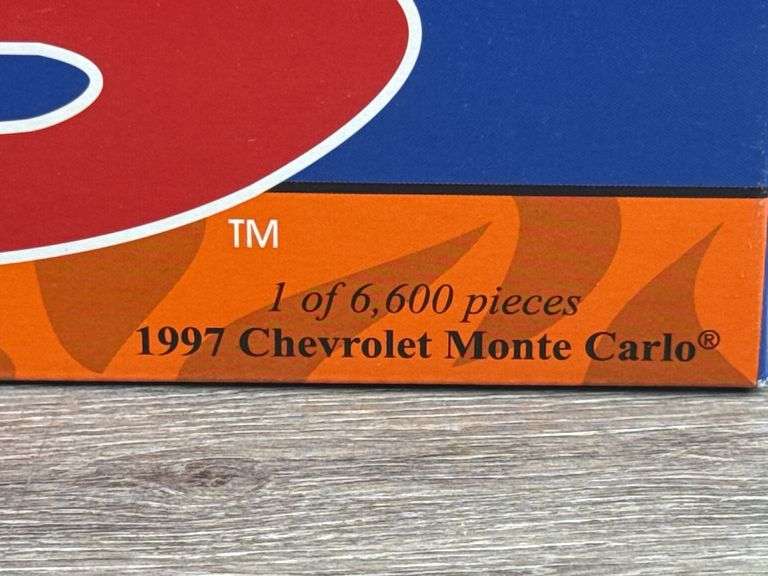 TM
1 of 6,600 pieces
1997 Chevrolet Monte Carlo®